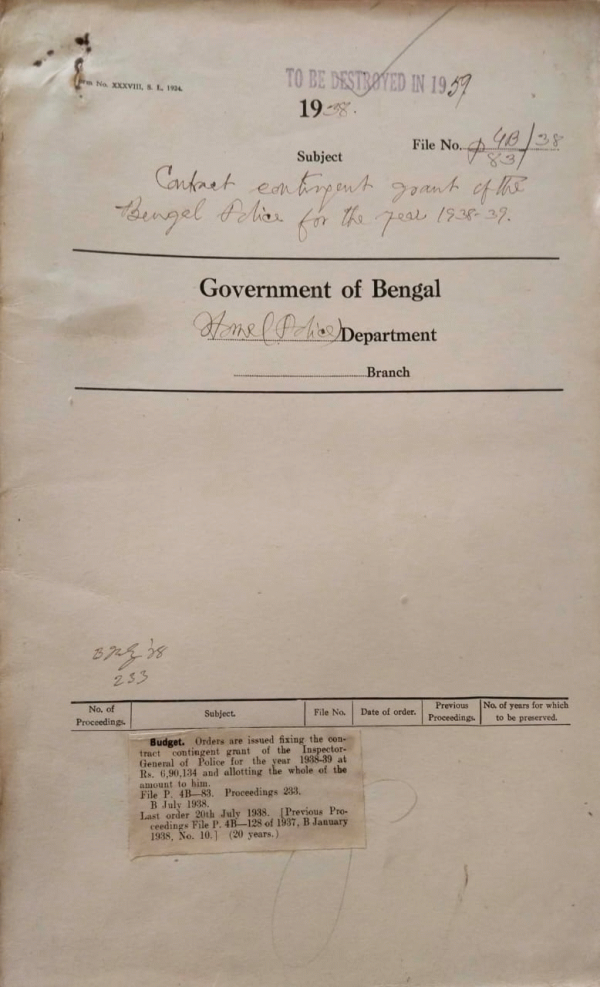 Form No. XXXVIII, S. L. 1924.
TO BE DESTROYED IN 1959
1938.
File No. P 4B/83/38
Subject
Contract contingent grant of the
Bengal Police for the year 1938-39.
Government of Bengal
Home (Police) Department
Branch
B July '38
233
No. of Proceedings. Subject. File No. Date of order. Previous Proceedings. No. of years for which to be preserved.
Budget. Orders are issued fixing the con-
tract contingent grant of the Inspector-
General of Police for the year 1938-39 at
Rs. 6,90,134 and allotting the whole of the
amount to him.
File P. 4B—83. Proceedings 233.
B July 1938.
Last order 20th July 1938. [Previous Pro-
ceedings File P. 4B—128 of 1937, B January
1938, No. 10.] (20 years.)